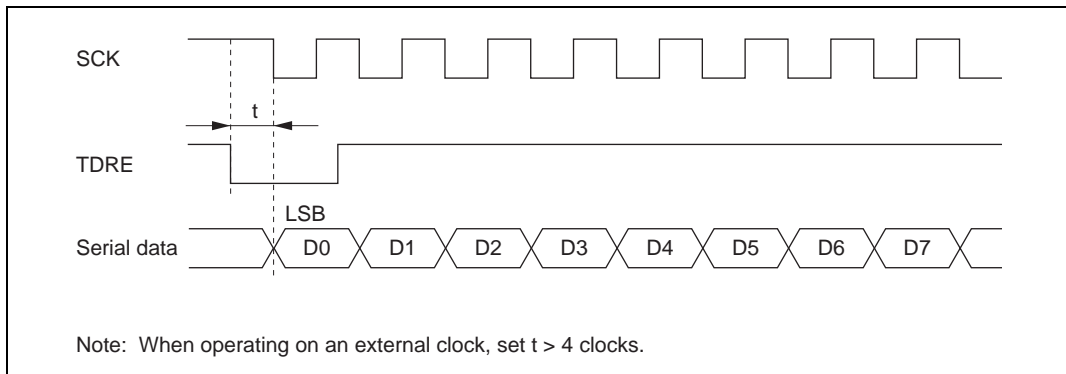 SCK
t
TDRE
LSB
Serial data D0 D1 D2 D3 D4 D5 D6 D7
Note: When operating on an external clock, set t > 4 clocks.